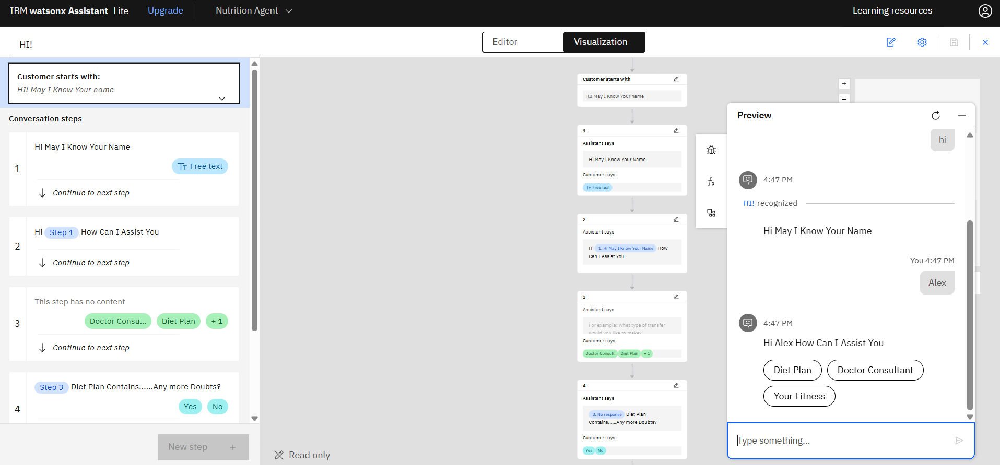 IBM watsonx Assistant Lite Upgrade Nutrition Agent Learning resources
HI!
Editor Visualization
Customer starts with:
HI! May I Know Your name
Conversation steps
1
Hi May I Know Your Name
Free text
Continue to next step
2
Hi Step 1 How Can I Assist You
Continue to next step
3
This step has no content
Doctor Consu... Diet Plan + 1
Continue to next step
4
Step 3 Diet Plan Contains......Any more Doubts?
Yes No
New step +
Customer starts with
HI! May I Know Your name
1
Assistant says
Hi May I Know Your Name
Customer says
Free text
2
Assistant says
Hi 1. Hi May I Know Your Name How
Can I Assist You
3
Assistant says
For example: What type of transfer
would you like to make?
Customer says
Doctor Consult Diet Plan + 1
4
Assistant says
3. No response Diet Plan
Contains......Any more Doubts?
Customer says
Yes No
Read only
+
−
Preview
hi
4:47 PM
HI! recognized
Hi May I Know Your Name
You 4:47 PM
Alex
4:47 PM
Hi Alex How Can I Assist You
Diet Plan Doctor Consultant
Your Fitness
Type something...